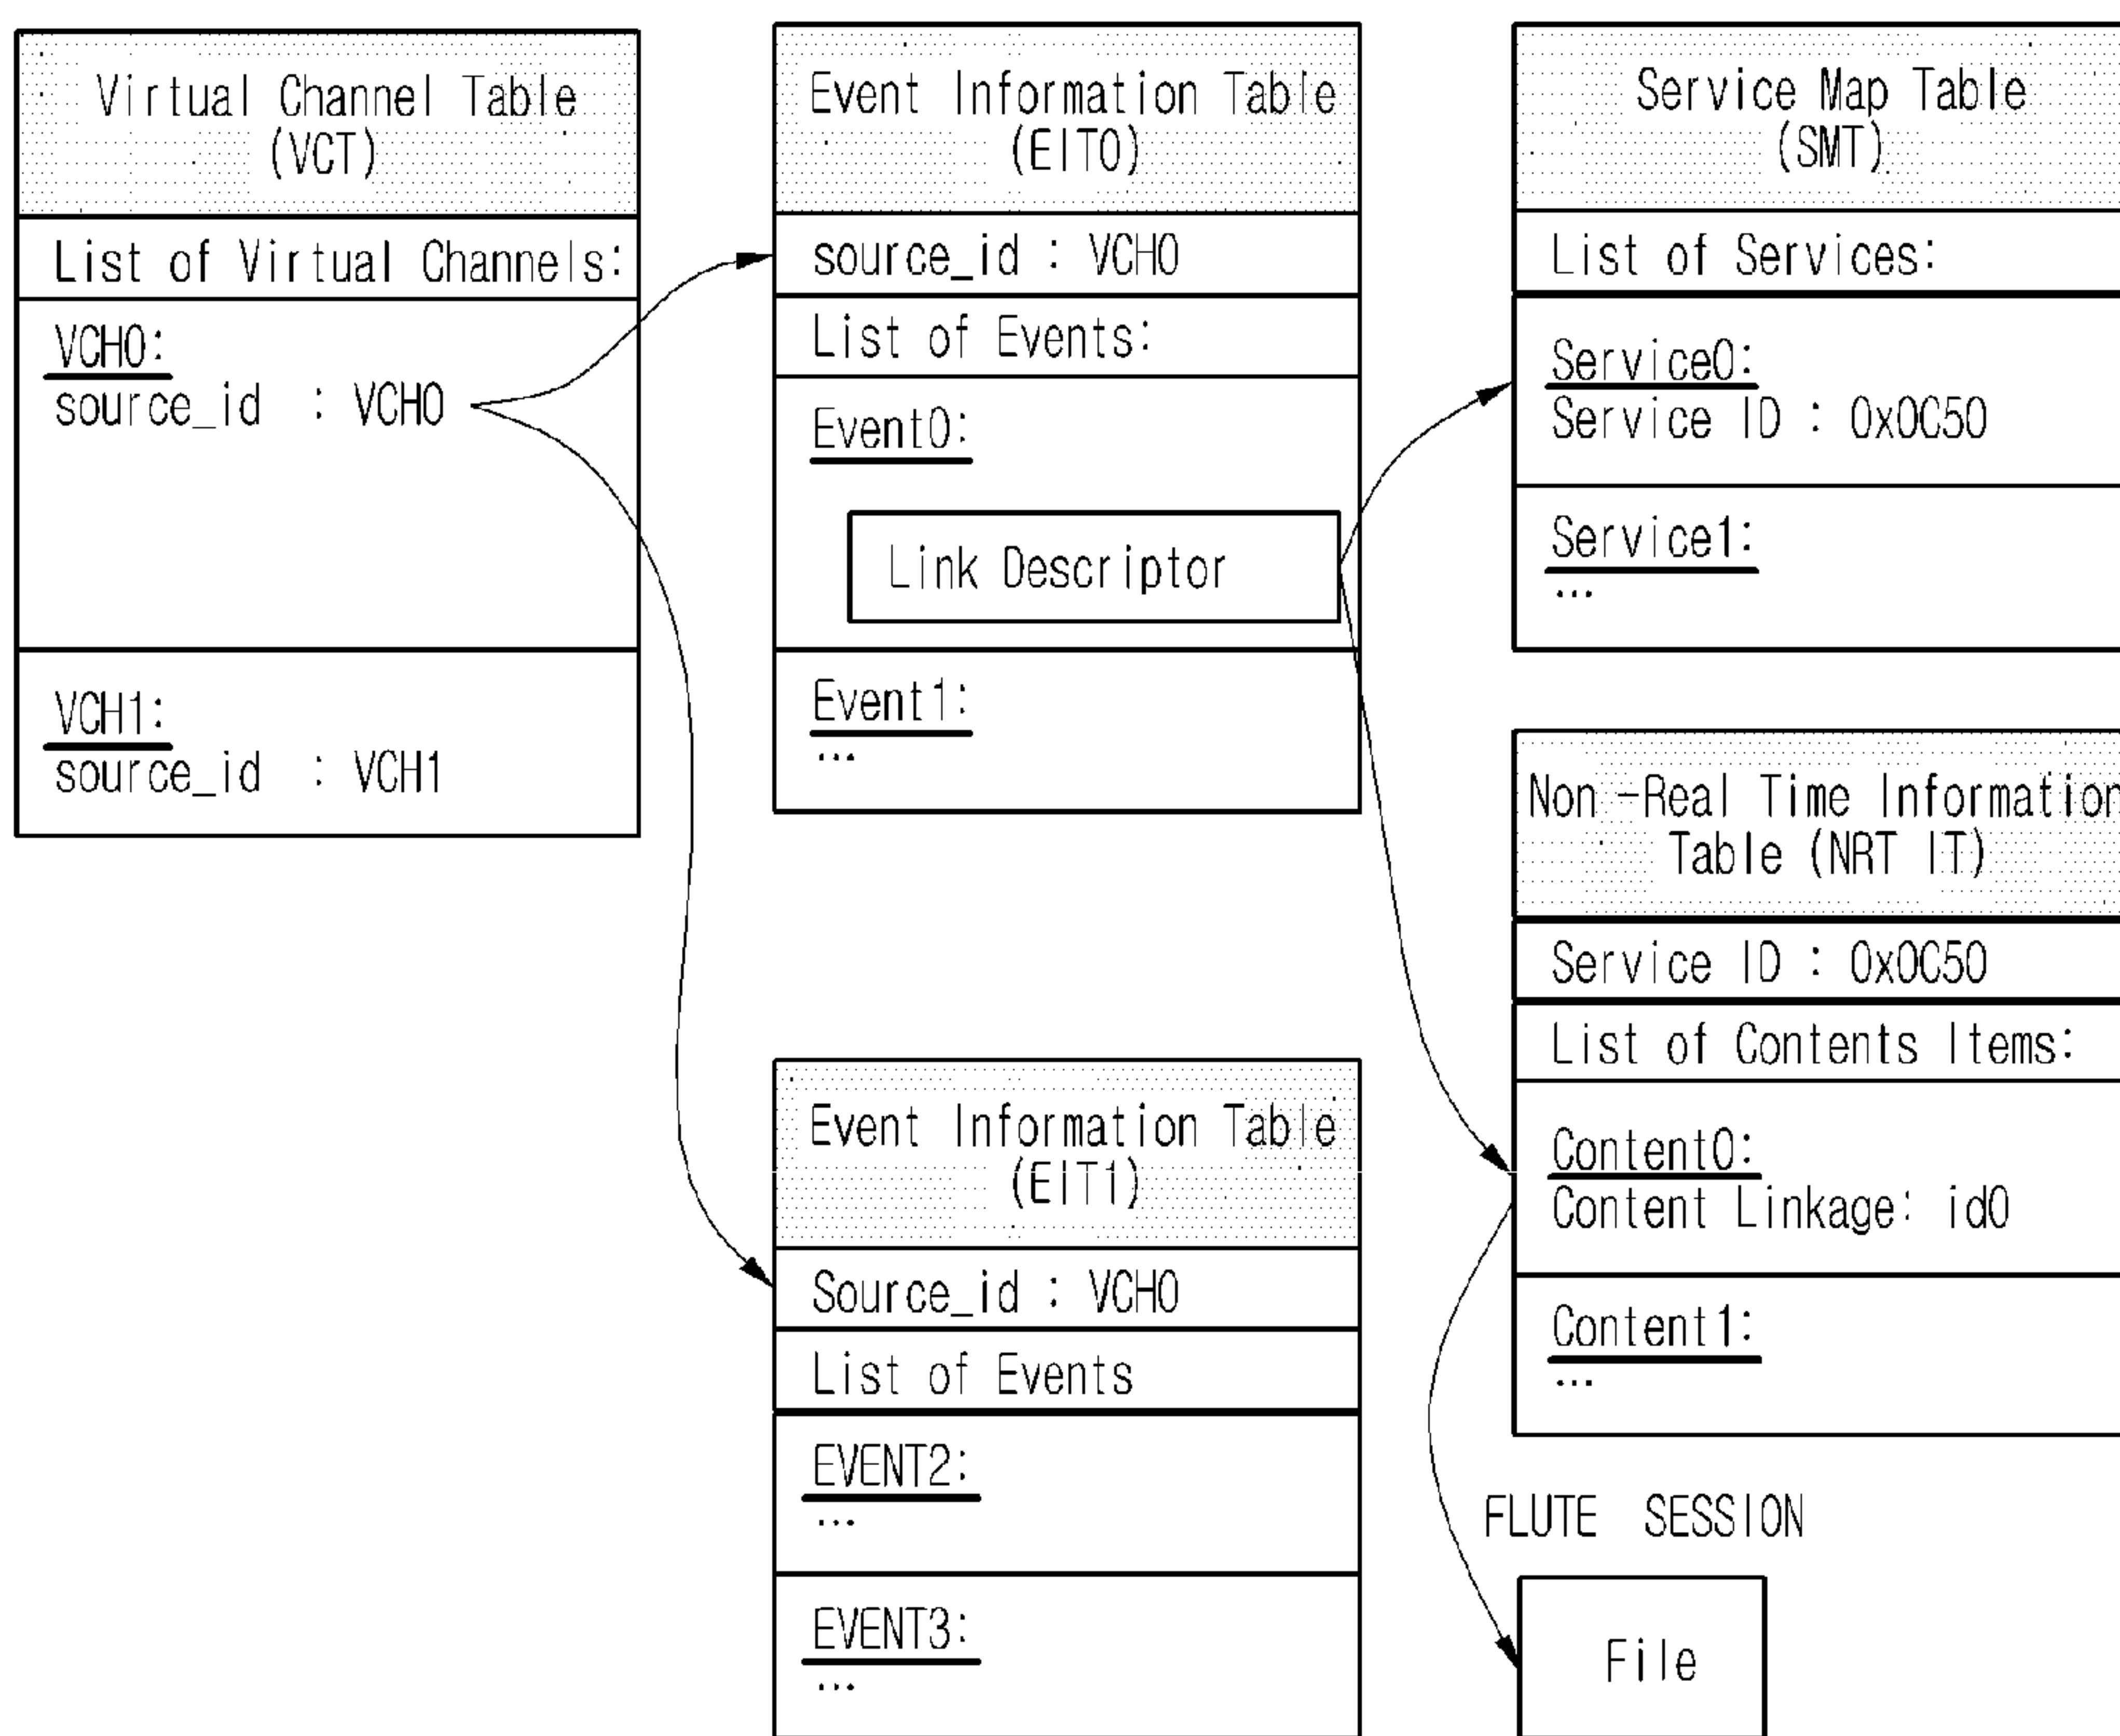 Virtual Channel Table
(VCT)
List of Virtual Channels:
VCH0:
source_id : VCH0
VCH1:
source_id : VCH1
Event Information Table
(EIT0)
source_id : VCH0
List of Events:
Event0:
Link Descriptor
Event1:
...
Event Information Table
(EIT1)
Source_id : VCH0
List of Events
EVENT2:
...
EVENT3:
...
Service Map Table
(SMT)
List of Services:
Service0:
Service ID : 0x0C50
Service1:
...
Non-Real Time Information
Table (NRT IT)
Service ID : 0x0C50
List of Contents Items:
Content0:
Content Linkage: id0
Content1:
...
FLUTE SESSION
File